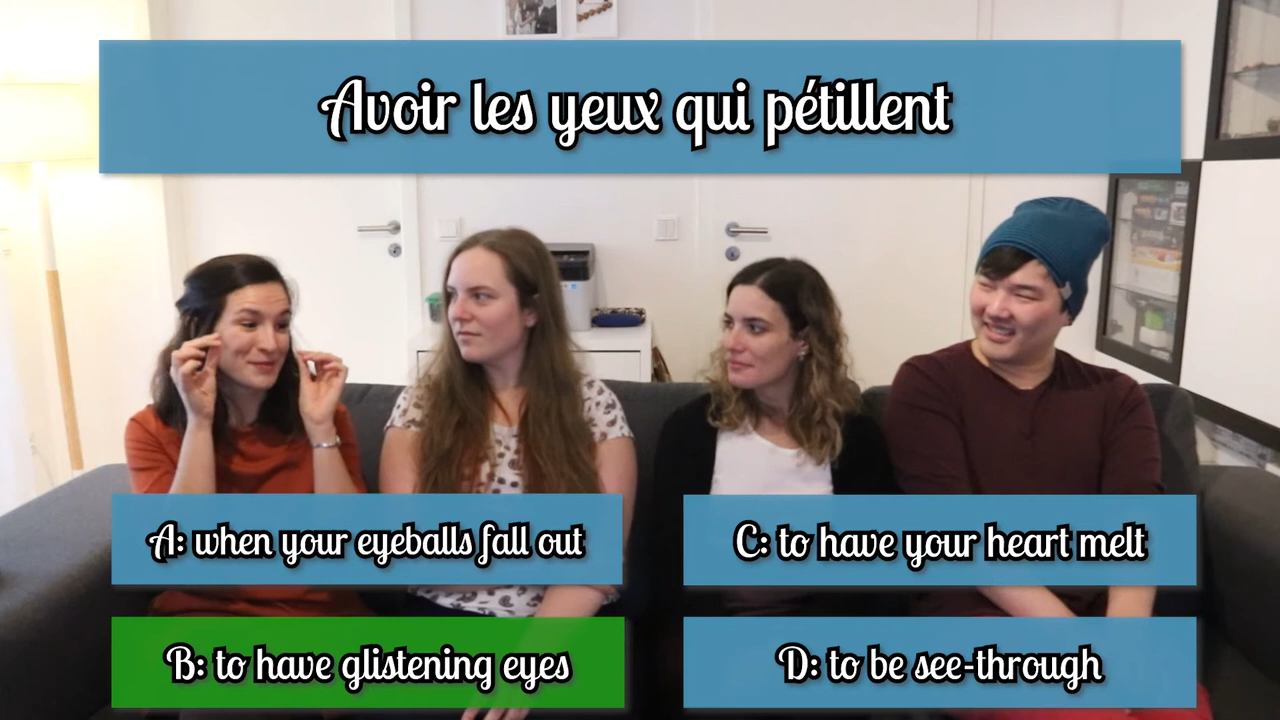 Avoir les yeux qui pétillent
A: when your eyeballs fall out
C: to have your heart melt
B: to have glistening eyes
D: to be see-through